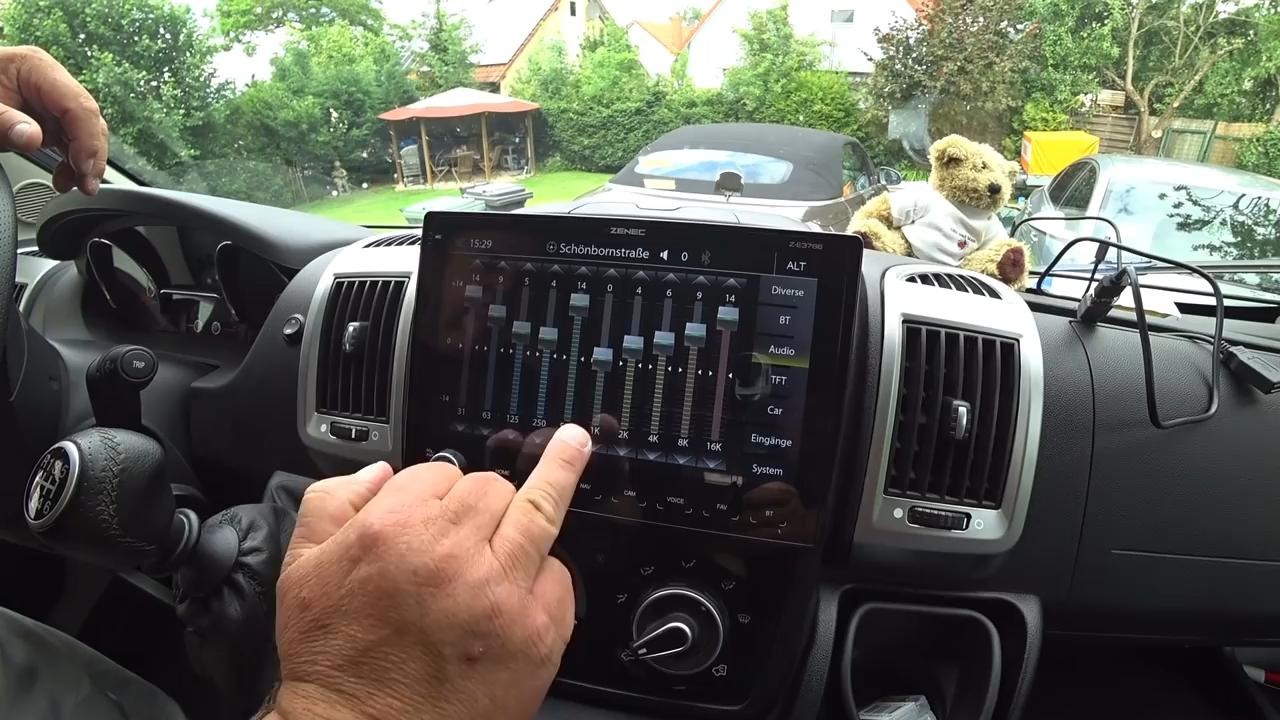 ZENEC
Z-E3766
15:29
Schönbornstraße
0
ALT
+14
14 9 5 4 14 0 4 6 9 14
0
-14
31 63 125 250 1K 2K 4K 8K 16K
Diverse
BT
Audio
TFT
Car
Eingänge
System
HOME
NAV
CAM
VOICE
FAV
BT
TRIP